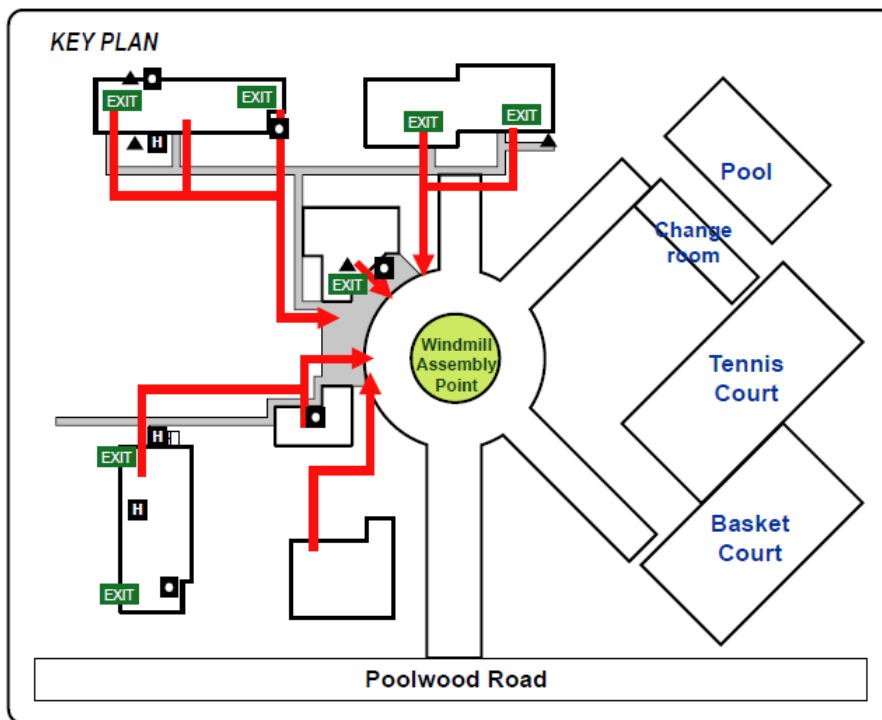 KEY PLAN
EXIT
EXIT
EXIT
EXIT
H
Pool
Change
room
EXIT
Windmill
Assembly
Point
Tennis
Court
H
EXIT
H
Basket
Court
EXIT
Poolwood Road